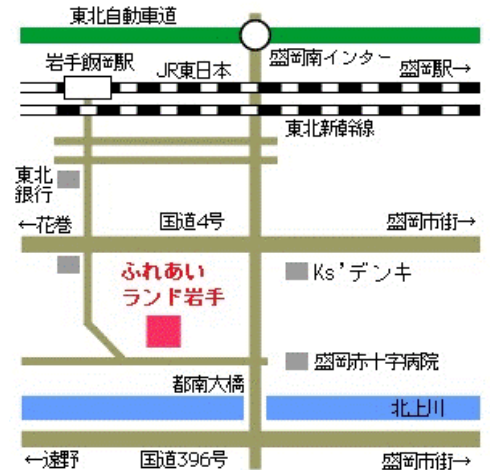 東北自動車道
岩手飯岡駅
JR東日本
盛岡南インター
盛岡駅→
東北新幹線
東北
銀行
←花巻
国道4号
盛岡市街→
ふれあい
ランド岩手
Ks'デンキ
盛岡赤十字病院
都南大橋
北上川
←遠野
国道396号
盛岡市街→